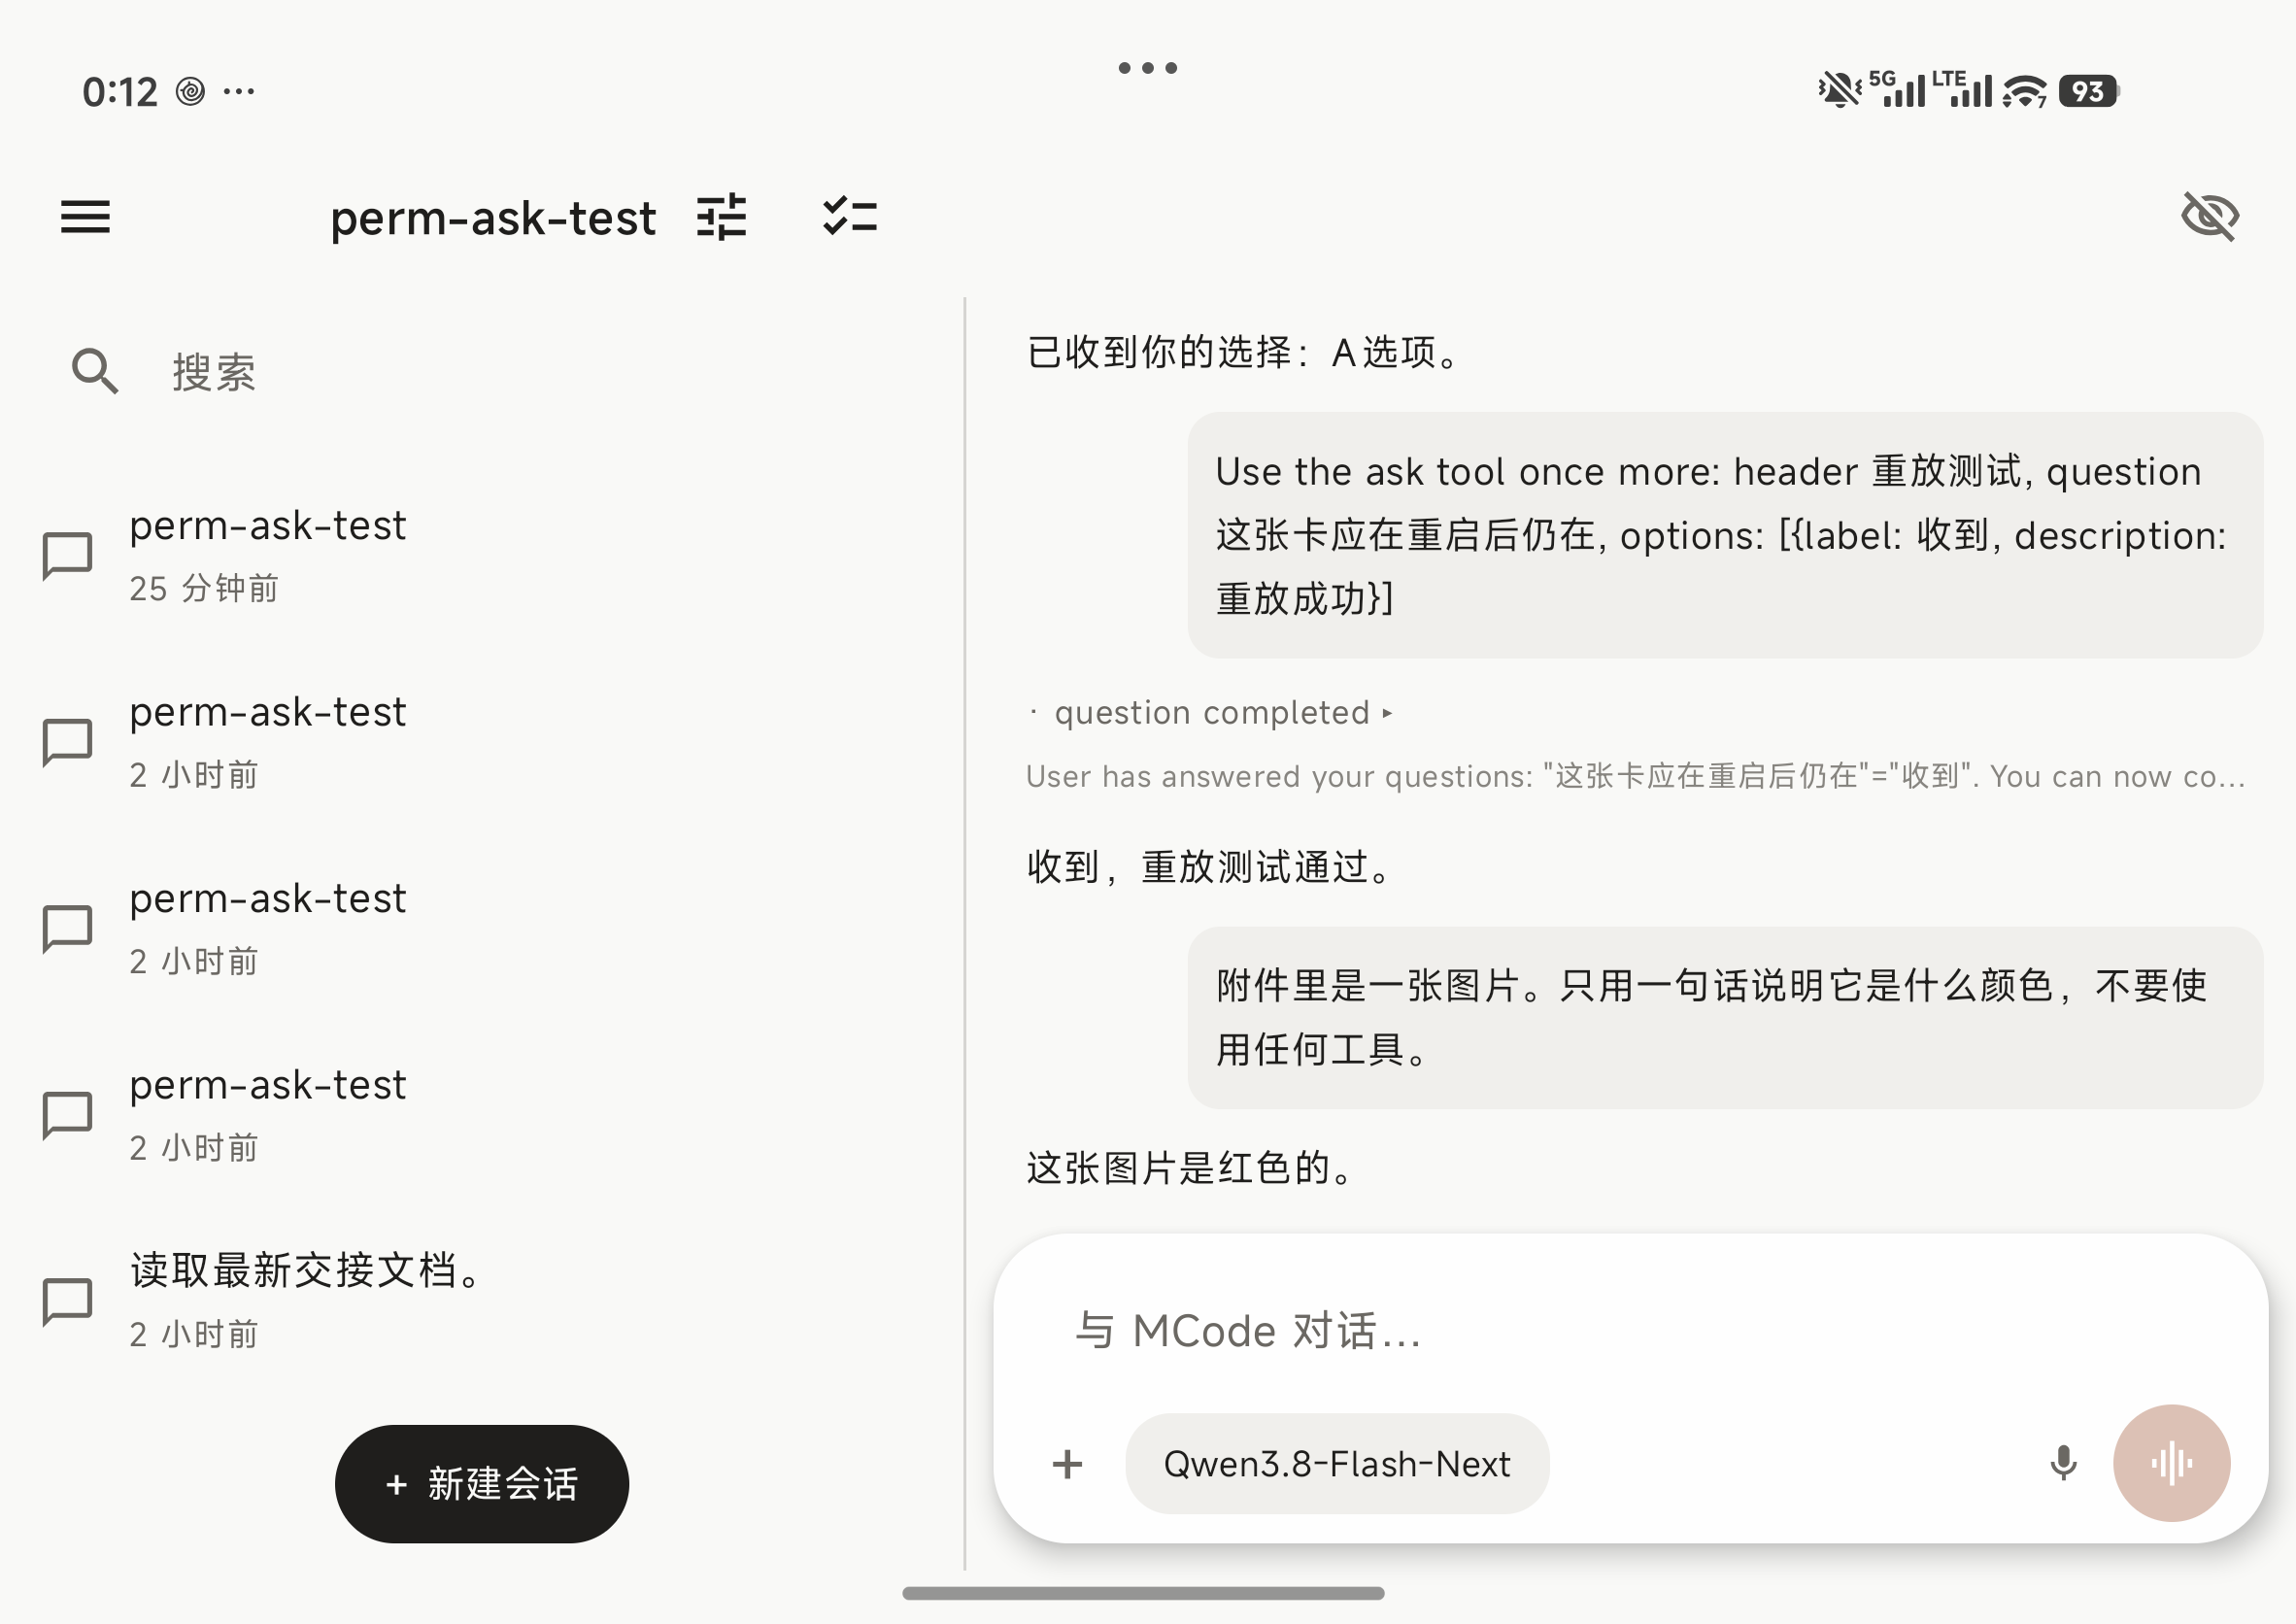 0:12
5G LTE 7 93
perm-ask-test
搜索
perm-ask-test
25 分钟前
perm-ask-test
2 小时前
perm-ask-test
2 小时前
perm-ask-test
2 小时前
读取最新交接文档。
2 小时前
+ 新建会话
已收到你的选择：A选项。
Use the ask tool once more: header 重放测试, question
这张卡应在重启后仍在, options: [{label: 收到, description:
重放成功}]
· question completed ▸
User has answered your questions: "这张卡应在重启后仍在"="收到". You can now co...
收到，重放测试通过。
附件里是一张图片。只用一句话说明它是什么颜色，不要使
用任何工具。
这张图片是红色的。
与 MCode 对话...
Qwen3.8-Flash-Next